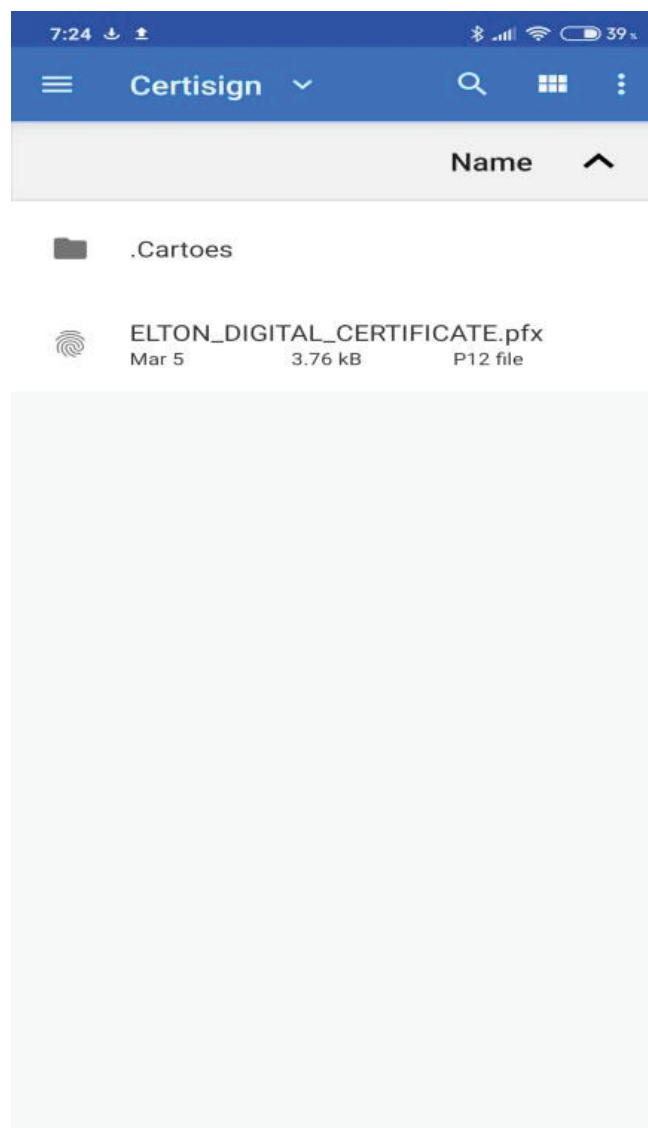 7:24 39%
Certisign
Name
.Cartoes
ELTON_DIGITAL_CERTIFICATE.pfx
Mar 5 3.76 kB P12 file